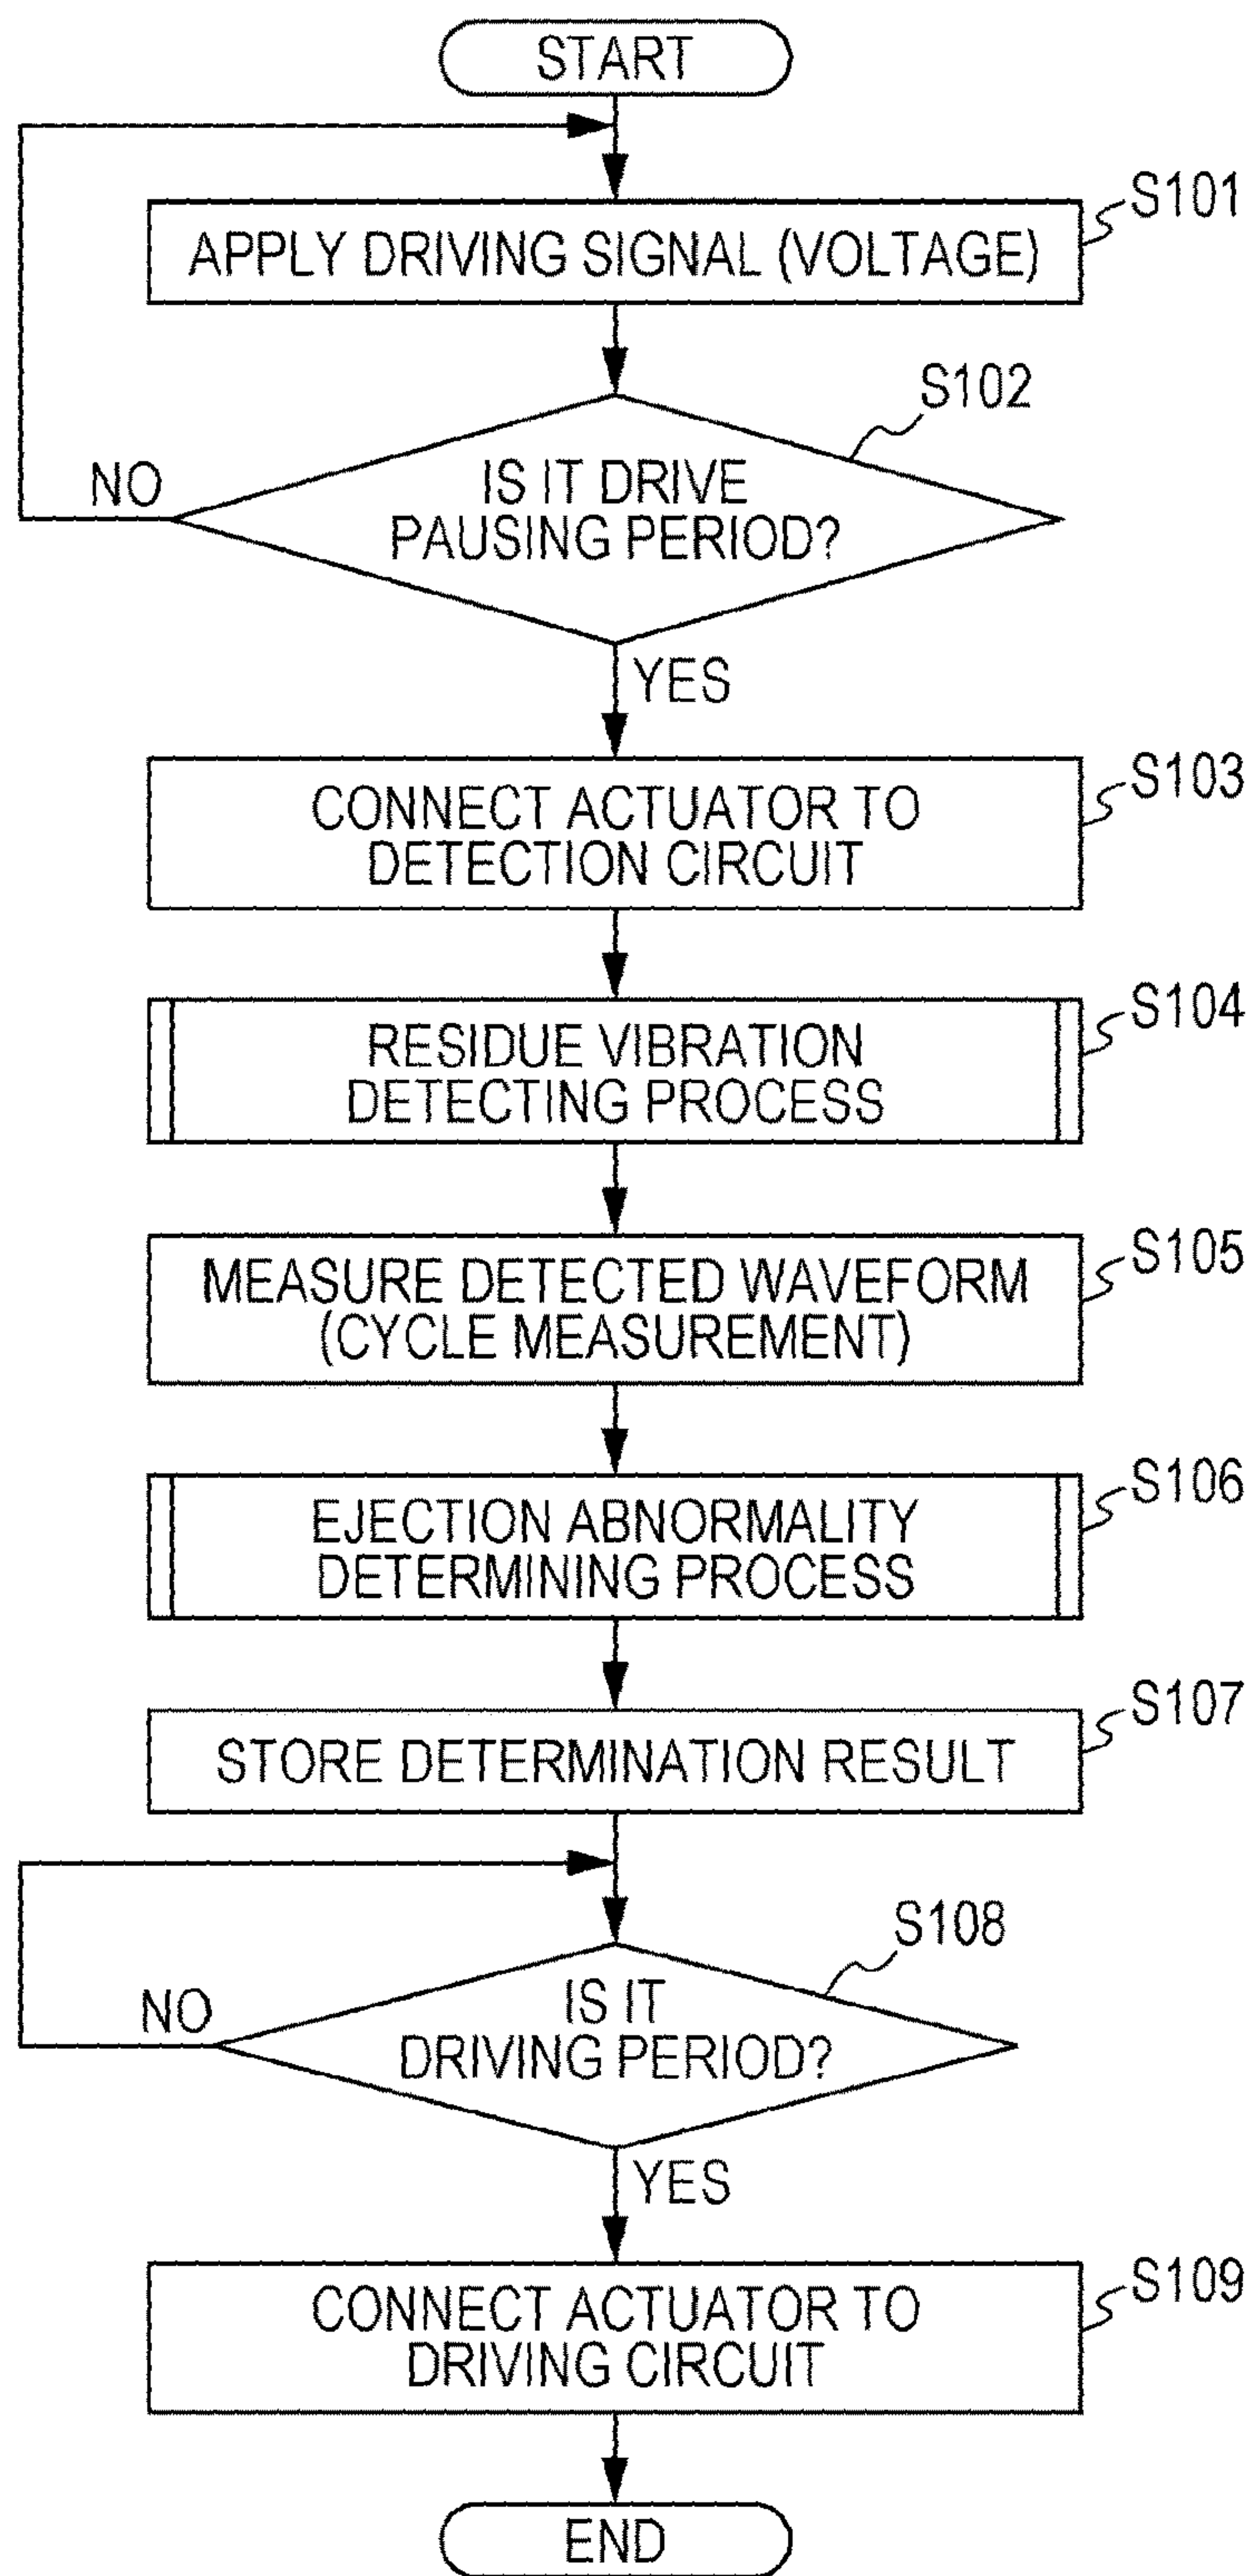 START
S101
APPLY DRIVING SIGNAL (VOLTAGE)
S102
IS IT DRIVE
PAUSING PERIOD?
NO
YES
S103
CONNECT ACTUATOR TO
DETECTION CIRCUIT
S104
RESIDUE VIBRATION
DETECTING PROCESS
S105
MEASURE DETECTED WAVEFORM
(CYCLE MEASUREMENT)
S106
EJECTION ABNORMALITY
DETERMINING PROCESS
S107
STORE DETERMINATION RESULT
S108
IS IT
DRIVING PERIOD?
NO
YES
S109
CONNECT ACTUATOR TO
DRIVING CIRCUIT
END